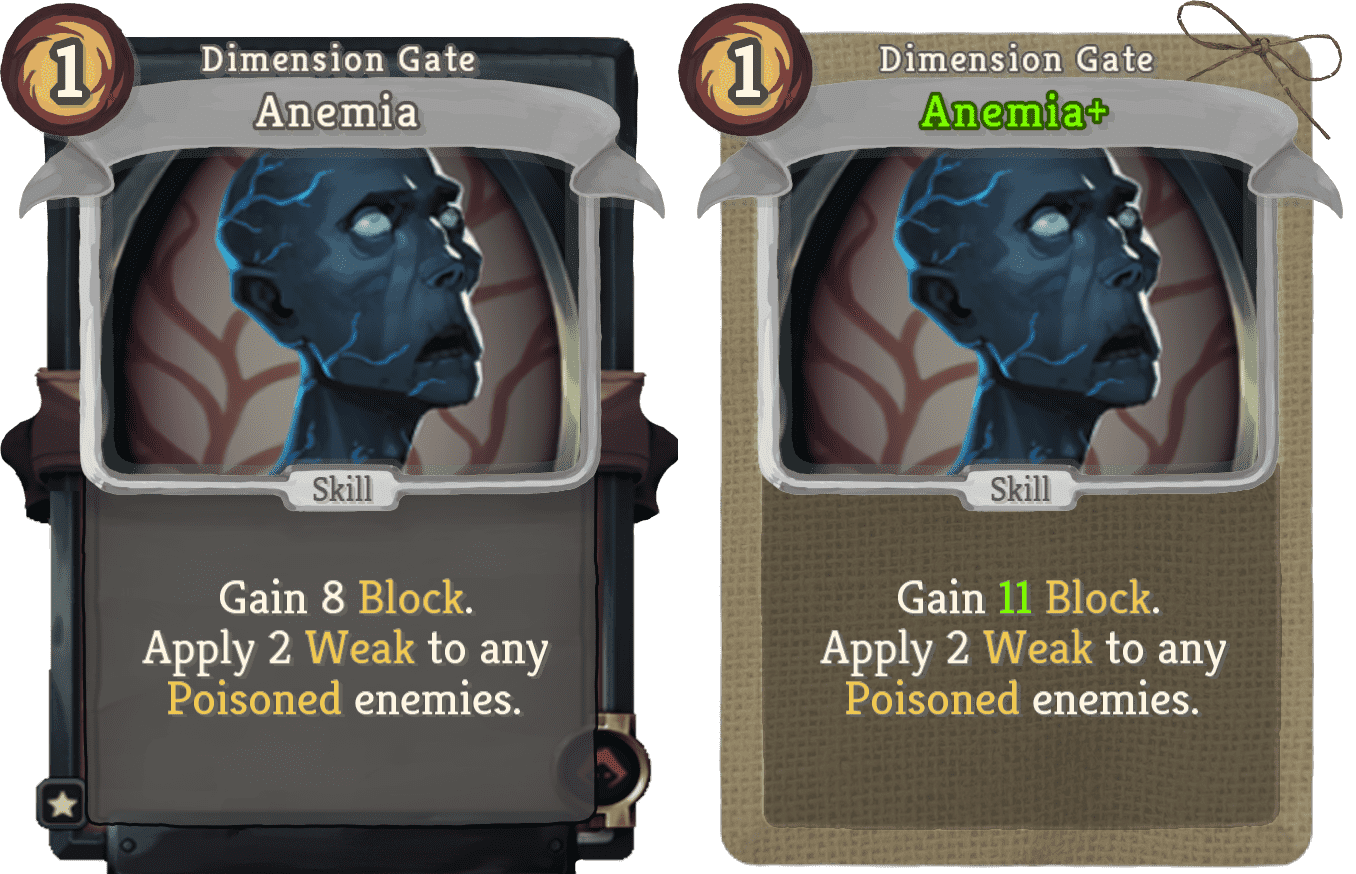 1
Dimension Gate
Anemia
Skill
Gain 8 Block.
Apply 2 Weak to any
Poisoned enemies.
1
Dimension Gate
Anemia+
Skill
Gain 11 Block.
Apply 2 Weak to any
Poisoned enemies.